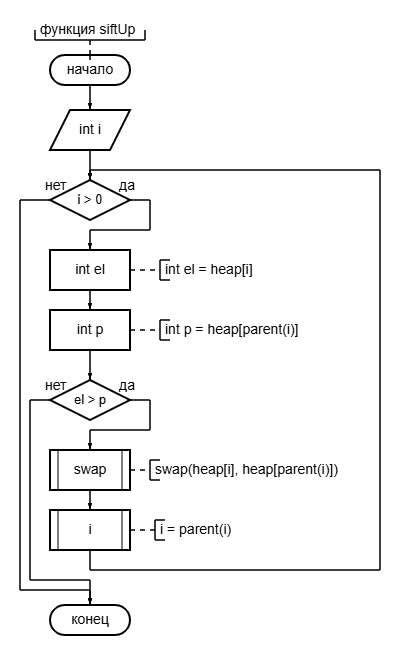 функция siftUp
начало
int i
нет
да
i > 0
int el
int el = heap[i]
int p
int p = heap[parent(i)]
нет
да
el > p
swap
swap(heap[i], heap[parent(i)])
i
i = parent(i)
конец